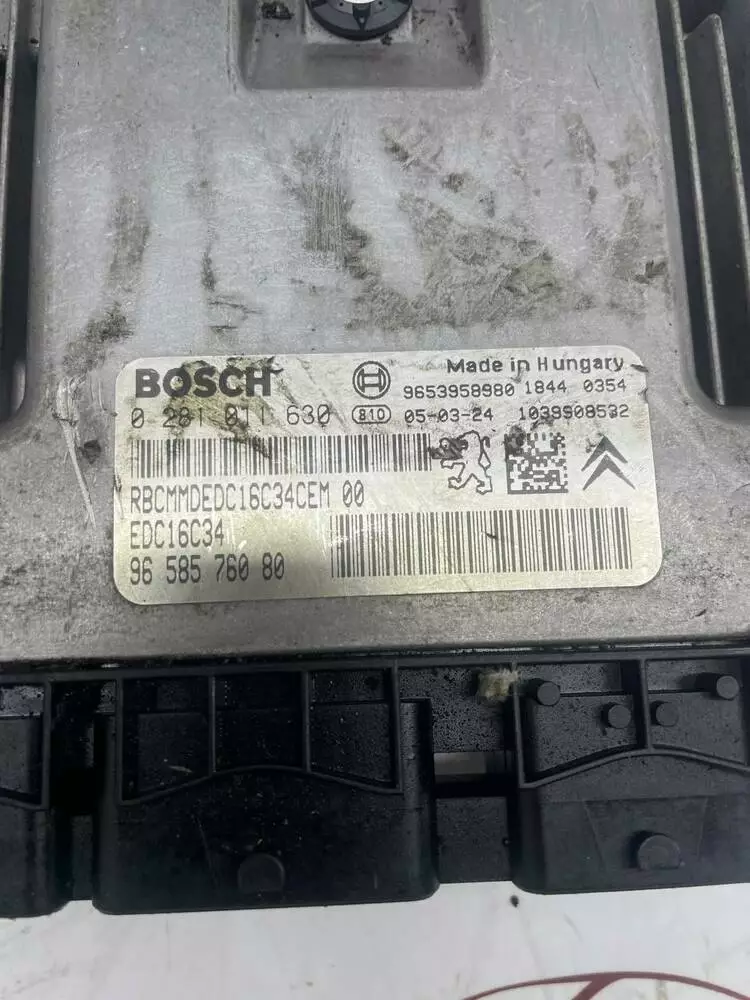 BOSCH
Made in Hungary
9653958980 1844 0354
0 281 011 630 810 05-03-24 1039S08532
RBCMMDEDC16C34CEM 00
EDC16C34
96 585 760 80